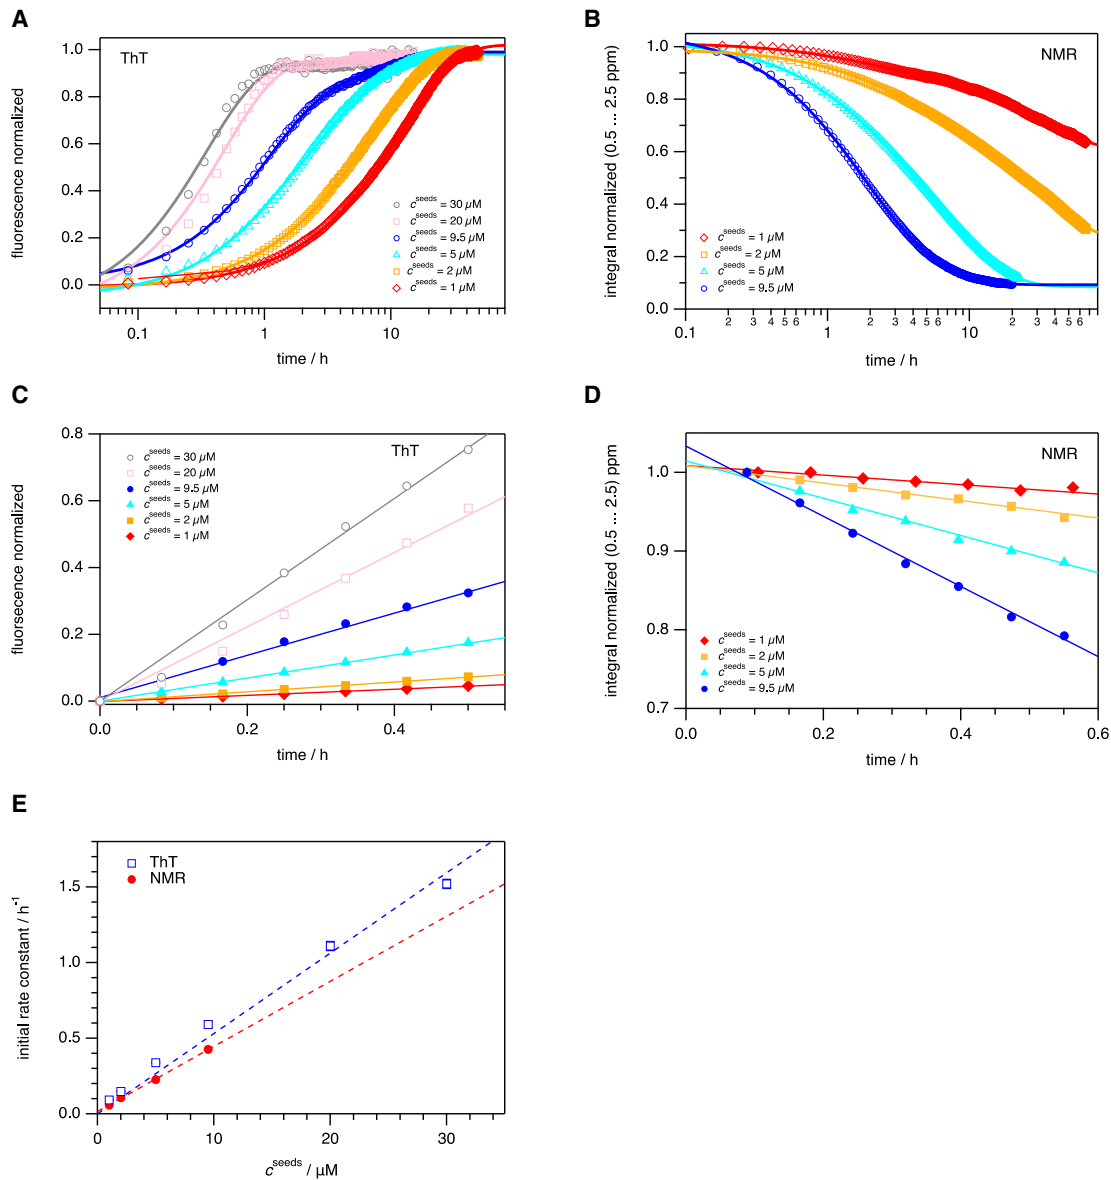 A
ThT
fluorescence normalized
1.0
0.8
0.6
0.4
0.2
0.0
c^seeds = 30 µM
c^seeds = 20 µM
c^seeds = 9.5 µM
c^seeds = 5 µM
c^seeds = 2 µM
c^seeds = 1 µM
0.1 1 10
time / h
B
NMR
integral normalized (0.5 ... 2.5 ppm)
1.0
0.8
0.6
0.4
0.2
0.0
c^seeds = 1 µM
c^seeds = 2 µM
c^seeds = 5 µM
c^seeds = 9.5 µM
0.1 2 3 4 5 6 1 2 3 4 5 6 10 2 3 4 5 6
time / h
C
ThT
fluorsecence normalized
0.8
0.6
0.4
0.2
0.0
c^seeds = 30 µM
c^seeds = 20 µM
c^seeds = 9.5 µM
c^seeds = 5 µM
c^seeds = 2 µM
c^seeds = 1 µM
0.0 0.2 0.4
time / h
D
NMR
integral normalized (0.5 ... 2.5) ppm
1.0
0.9
0.8
0.7
c^seeds = 1 µM
c^seeds = 2 µM
c^seeds = 5 µM
c^seeds = 9.5 µM
0.0 0.2 0.4 0.6
time / h
E
ThT
NMR
initial rate constant / h^-1
1.5
1.0
0.5
0.0
0 10 20 30
c^seeds / µM